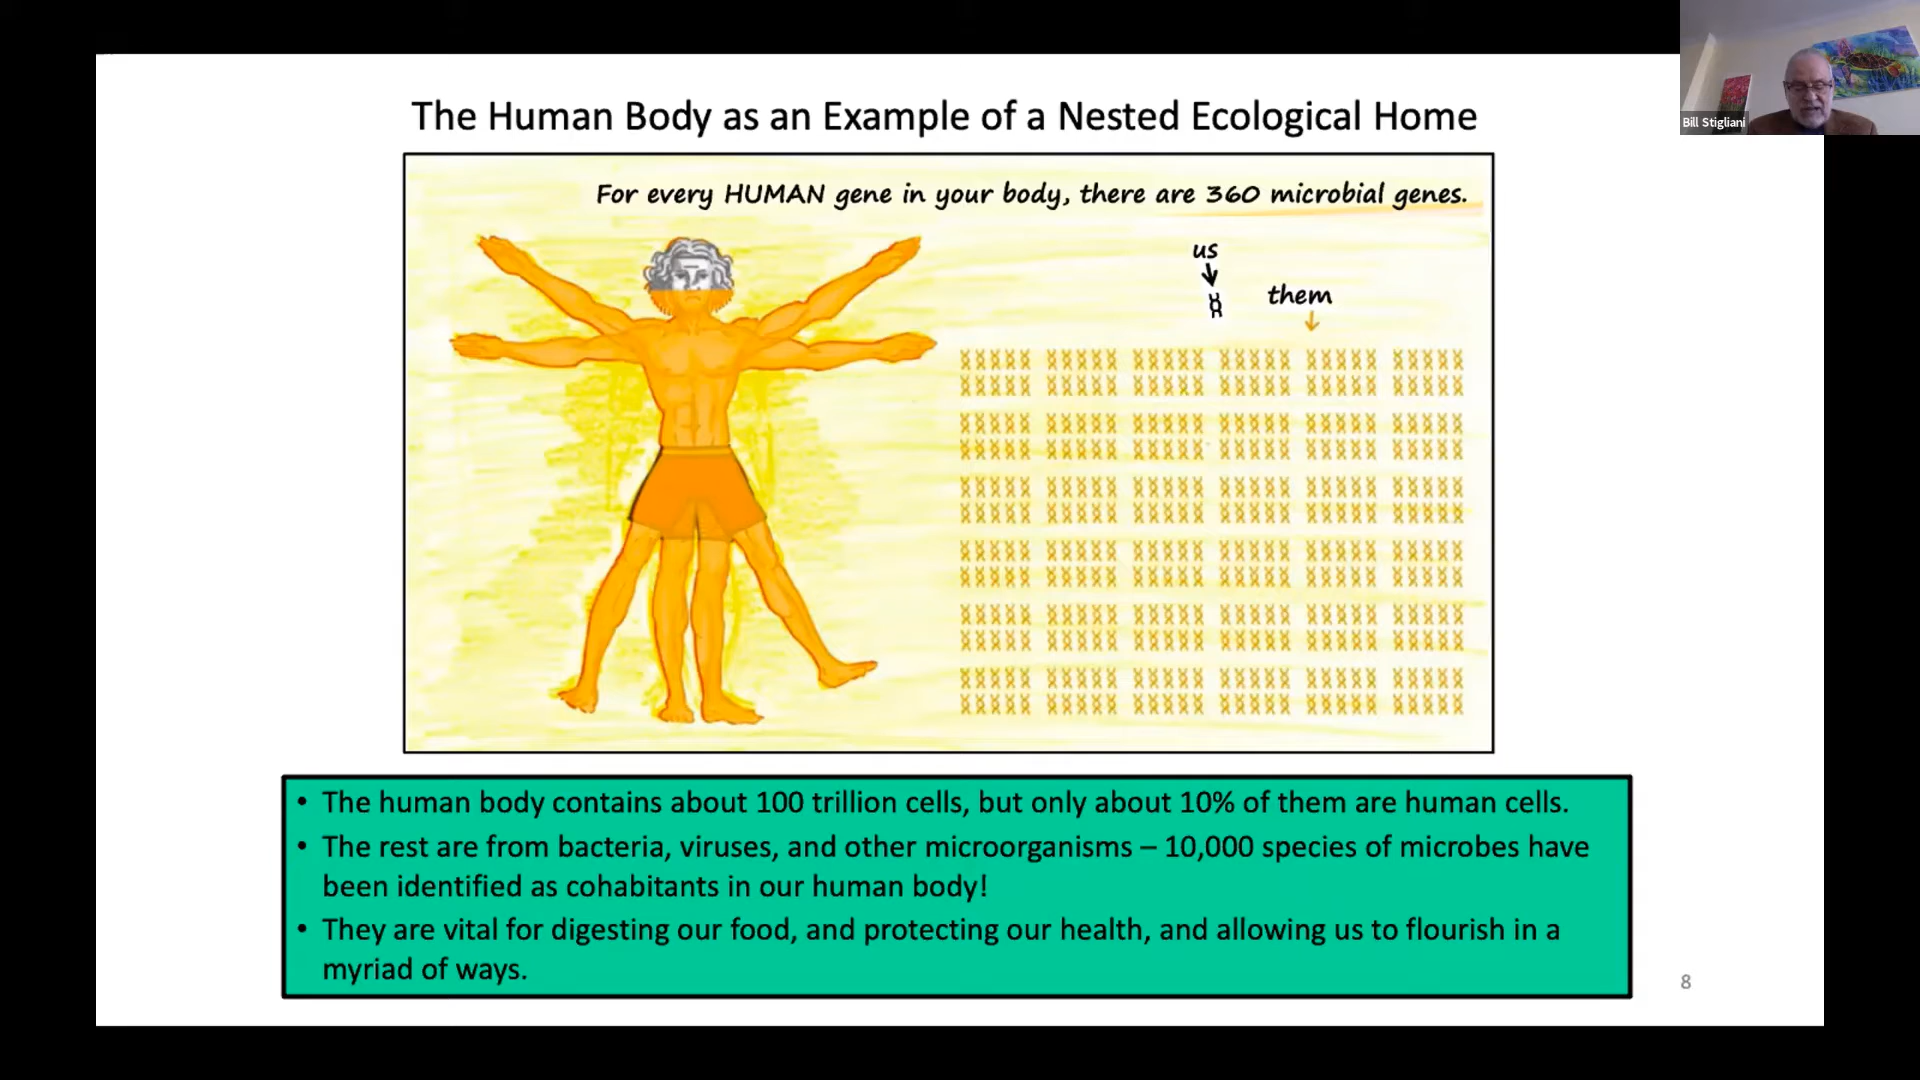 Bill Stigliani
The Human Body as an Example of a Nested Ecological Home
For every HUMAN gene in your body, there are 360 microbial genes.
us
them
• The human body contains about 100 trillion cells, but only about 10% of them are human cells.
• The rest are from bacteria, viruses, and other microorganisms – 10,000 species of microbes have
been identified as cohabitants in our human body!
• They are vital for digesting our food, and protecting our health, and allowing us to flourish in a
myriad of ways.
8